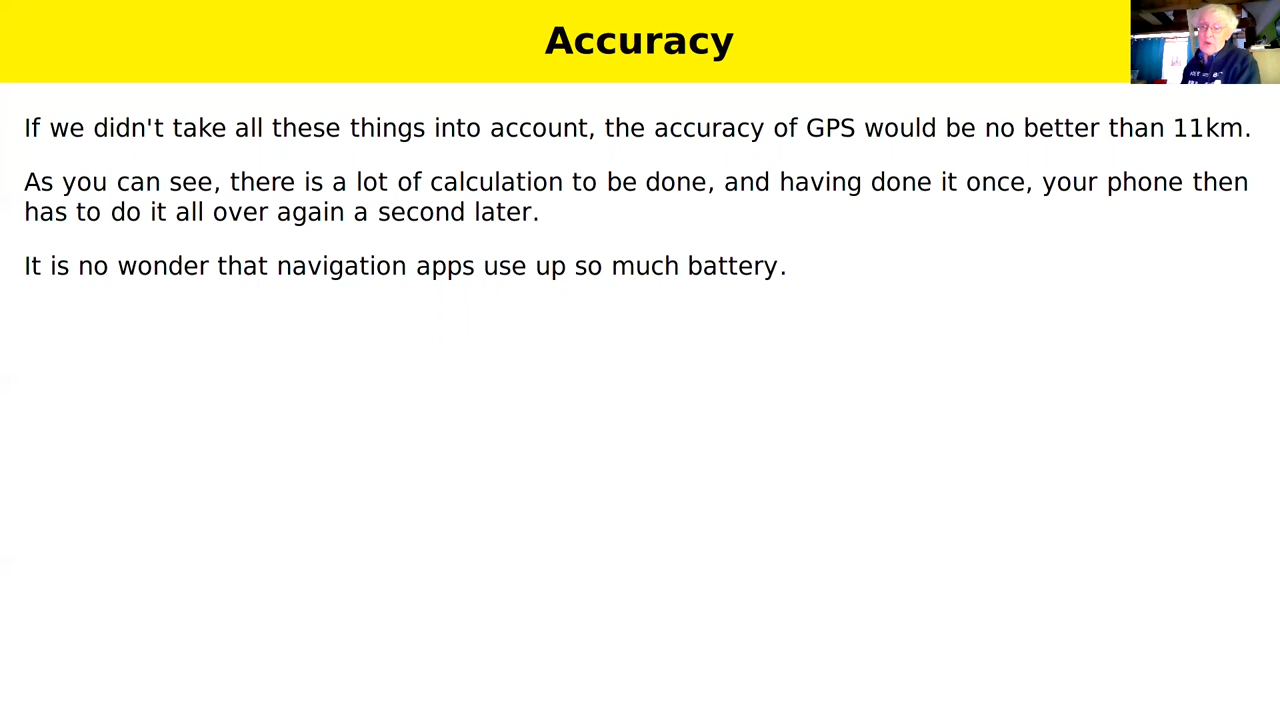 Accuracy
If we didn't take all these things into account, the accuracy of GPS would be no better than 11km.
As you can see, there is a lot of calculation to be done, and having done it once, your phone then
has to do it all over again a second later.
It is no wonder that navigation apps use up so much battery.